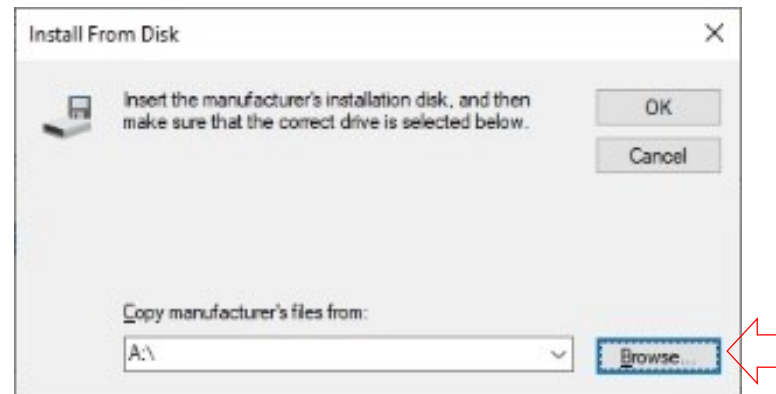 Install From Disk
Insert the manufacturer's installation disk, and then
make sure that the correct drive is selected below.
OK
Cancel
Copy manufacturer's files from:
A:\
Browse...